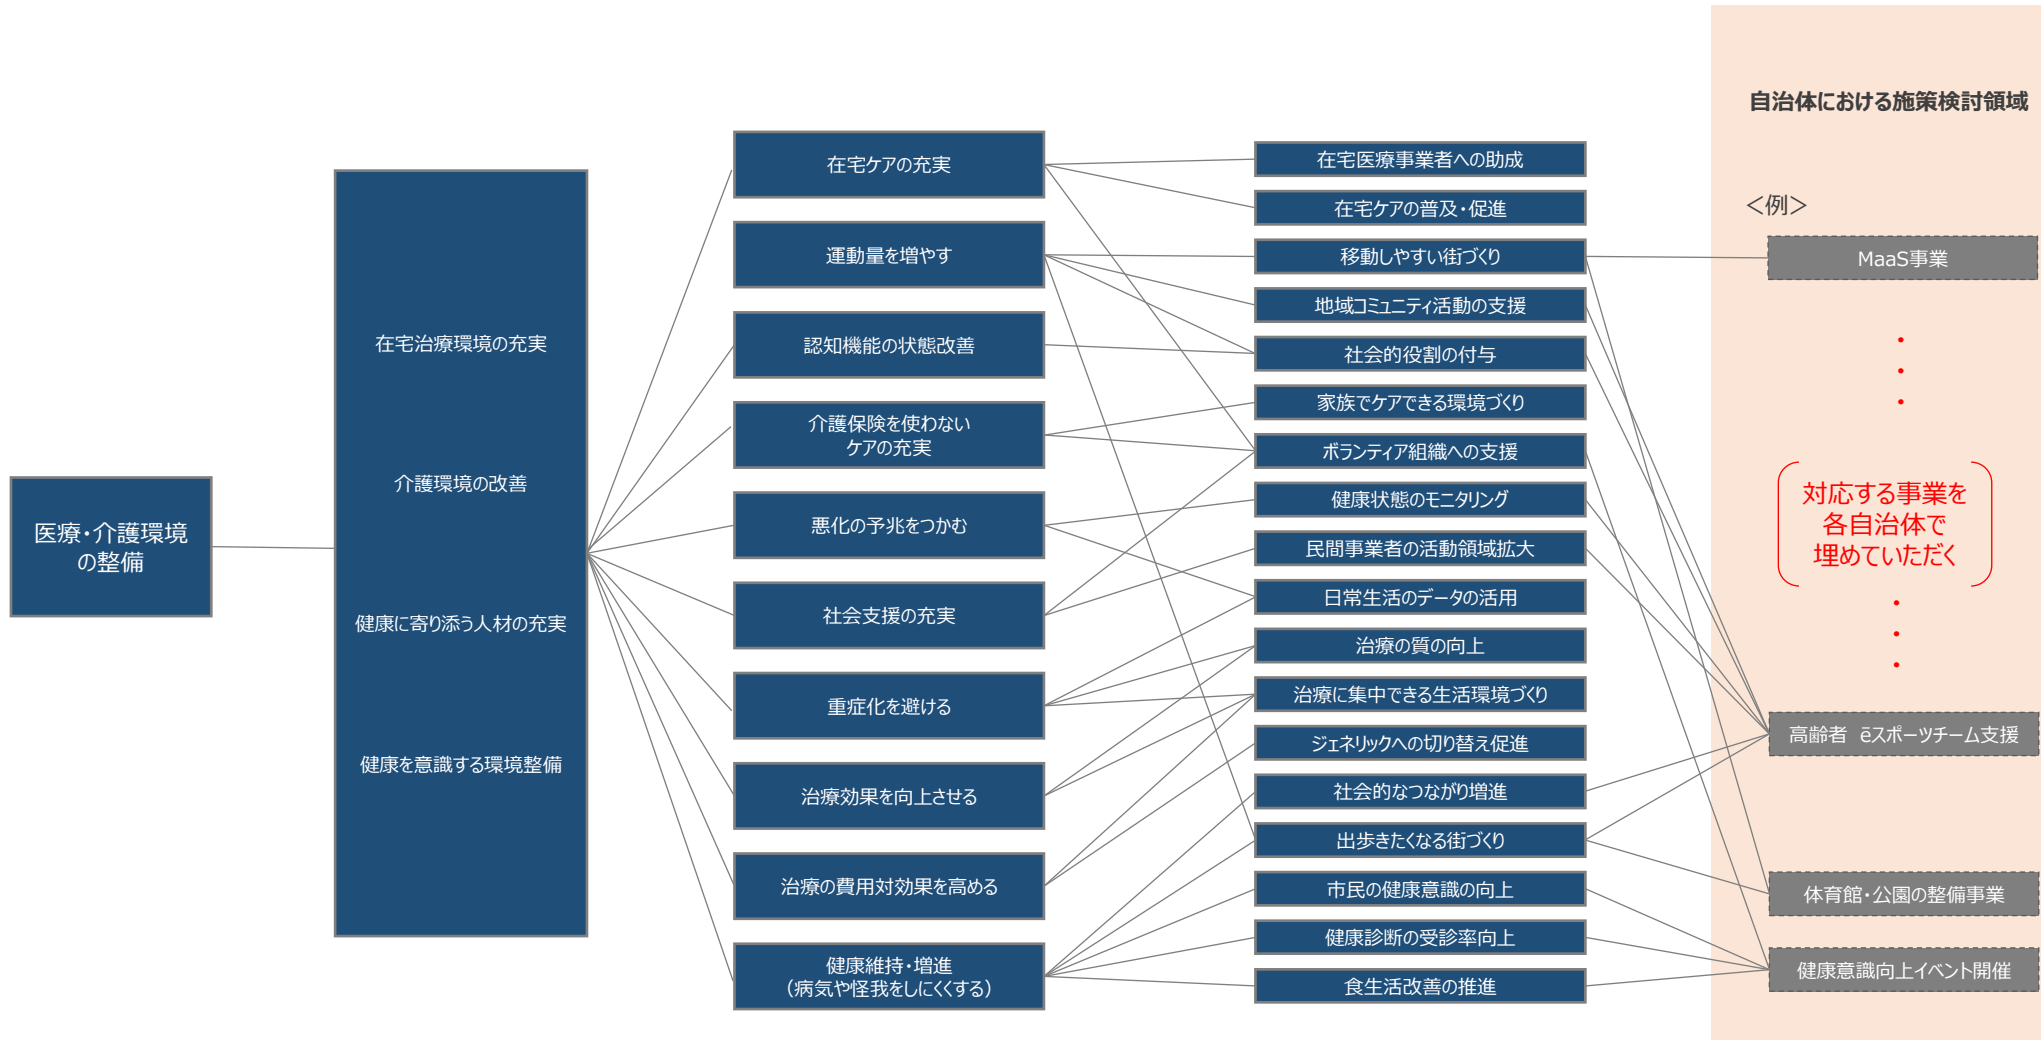 医療・介護環境
の整備
在宅治療環境の充実
介護環境の改善
健康に寄り添う人材の充実
健康を意識する環境整備
在宅ケアの充実
運動量を増やす
認知機能の状態改善
介護保険を使わない
ケアの充実
悪化の予兆をつかむ
社会支援の充実
重症化を避ける
治療効果を向上させる
治療の費用対効果を高める
健康維持・増進
（病気や怪我をしにくくする）
在宅医療事業者への助成
在宅ケアの普及・促進
移動しやすい街づくり
地域コミュニティ活動の支援
社会的役割の付与
家族でケアできる環境づくり
ボランティア組織への支援
健康状態のモニタリング
民間事業者の活動領域拡大
日常生活のデータの活用
治療の質の向上
治療に集中できる生活環境づくり
ジェネリックへの切り替え促進
社会的なつながり増進
出歩きたくなる街づくり
市民の健康意識の向上
健康診断の受診率向上
食生活改善の推進
自治体における施策検討領域
＜例＞
MaaS事業
・
・
・
対応する事業を
各自治体で
埋めていただく
・
・
・
高齢者　ēスポーツチーム支援
体育館・公園の整備事業
健康意識向上イベント開催